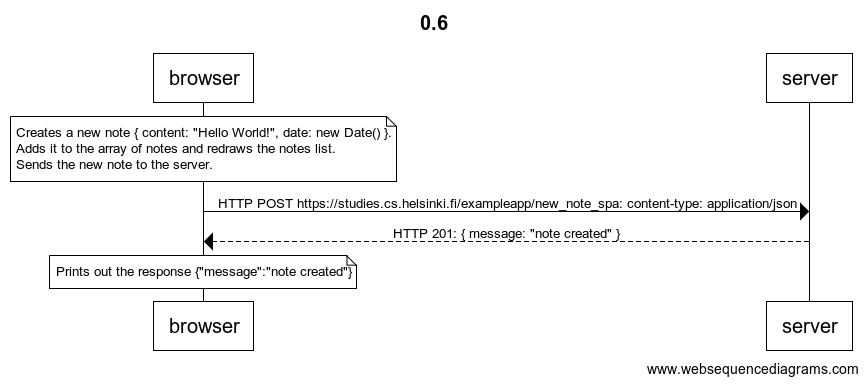 0.6
browser
server
Creates a new note { content: "Hello World!", date: new Date() }.
Adds it to the array of notes and redraws the notes list.
Sends the new note to the server.
HTTP POST https://studies.cs.helsinki.fi/exampleapp/new_note_spa: content-type: application/json
HTTP 201: { message: "note created" }
Prints out the response {"message":"note created"}
browser
server
www.websequencediagrams.com